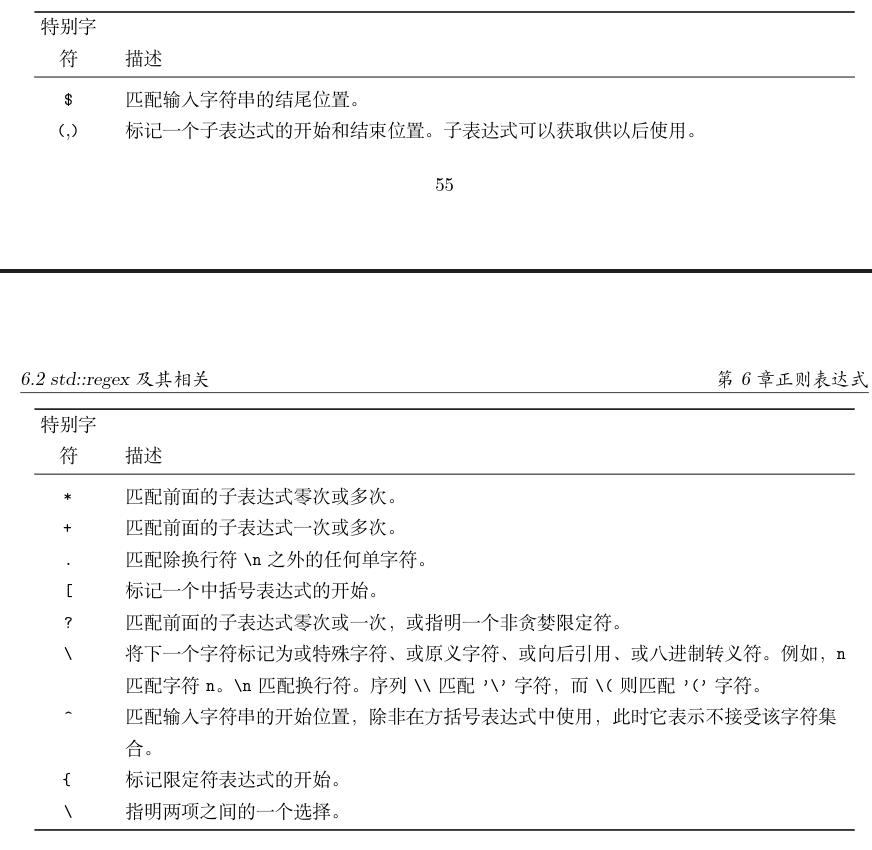 特别字
符 描述
$ 匹配输入字符串的结尾位置。
(,) 标记一个子表达式的开始和结束位置。子表达式可以获取供以后使用。
55
6.2 std::regex 及其相关 第 6 章正则表达式
特别字
符 描述
* 匹配前面的子表达式零次或多次。
+ 匹配前面的子表达式一次或多次。
. 匹配除换行符 \n 之外的任何单字符。
[ 标记一个中括号表达式的开始。
? 匹配前面的子表达式零次或一次，或指明一个非贪婪限定符。
\ 将下一个字符标记为或特殊字符、或原义字符、或向后引用、或八进制转义符。例如，n
匹配字符 n。\n 匹配换行符。序列 \\ 匹配 '\' 字符，而 \( 则匹配 '(' 字符。
^ 匹配输入字符串的开始位置，除非在方括号表达式中使用，此时它表示不接受该字符集
合。
{ 标记限定符表达式的开始。
\ 指明两项之间的一个选择。